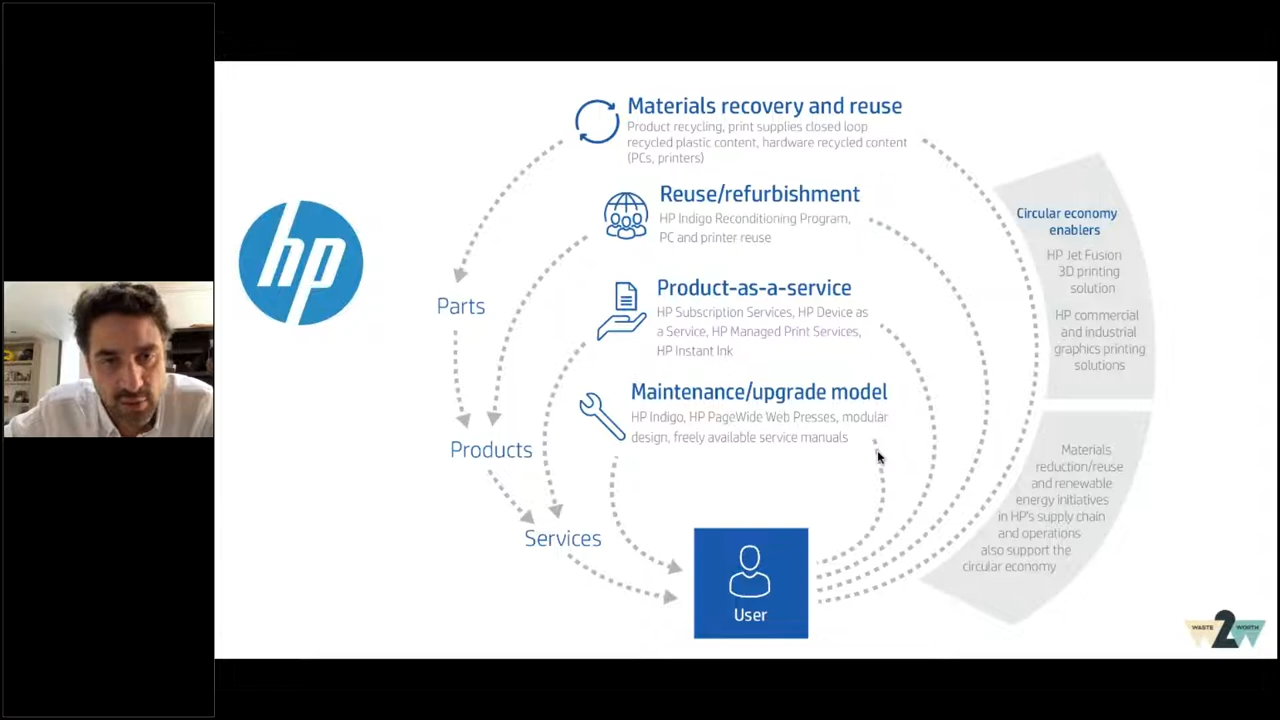 Materials recovery and reuse
Product recycling, print supplies closed loop
recycled plastic content, hardware recycled content
(PCs, printers)
Reuse/refurbishment
HP Indigo Reconditioning Program,
PC and printer reuse
Product-as-a-service
HP Subscription Services, HP Device as
a Service, HP Managed Print Services,
HP Instant Ink
Maintenance/upgrade model
HP Indigo, HP PageWide Web Presses, modular
design, freely available service manuals
hp
Parts
Products
Services
User
Circular economy
enablers
HP Jet Fusion
3D printing
solution
HP commercial
and industrial
graphics printing
solutions
Materials
reduction/reuse
and renewable
energy initiatives
in HP's supply chain
and operations
also support the
circular economy
WASTE 2 WORTH